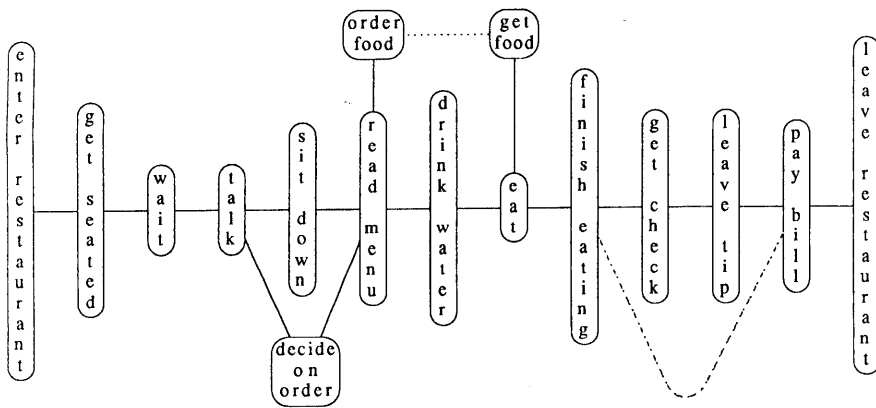 order
food
get
food
enter restaurant
get seated
wait
talk
sit down
read menu
drink water
eat
finish eating
get check
leave tip
pay bill
leave restaurant
decide
on
order